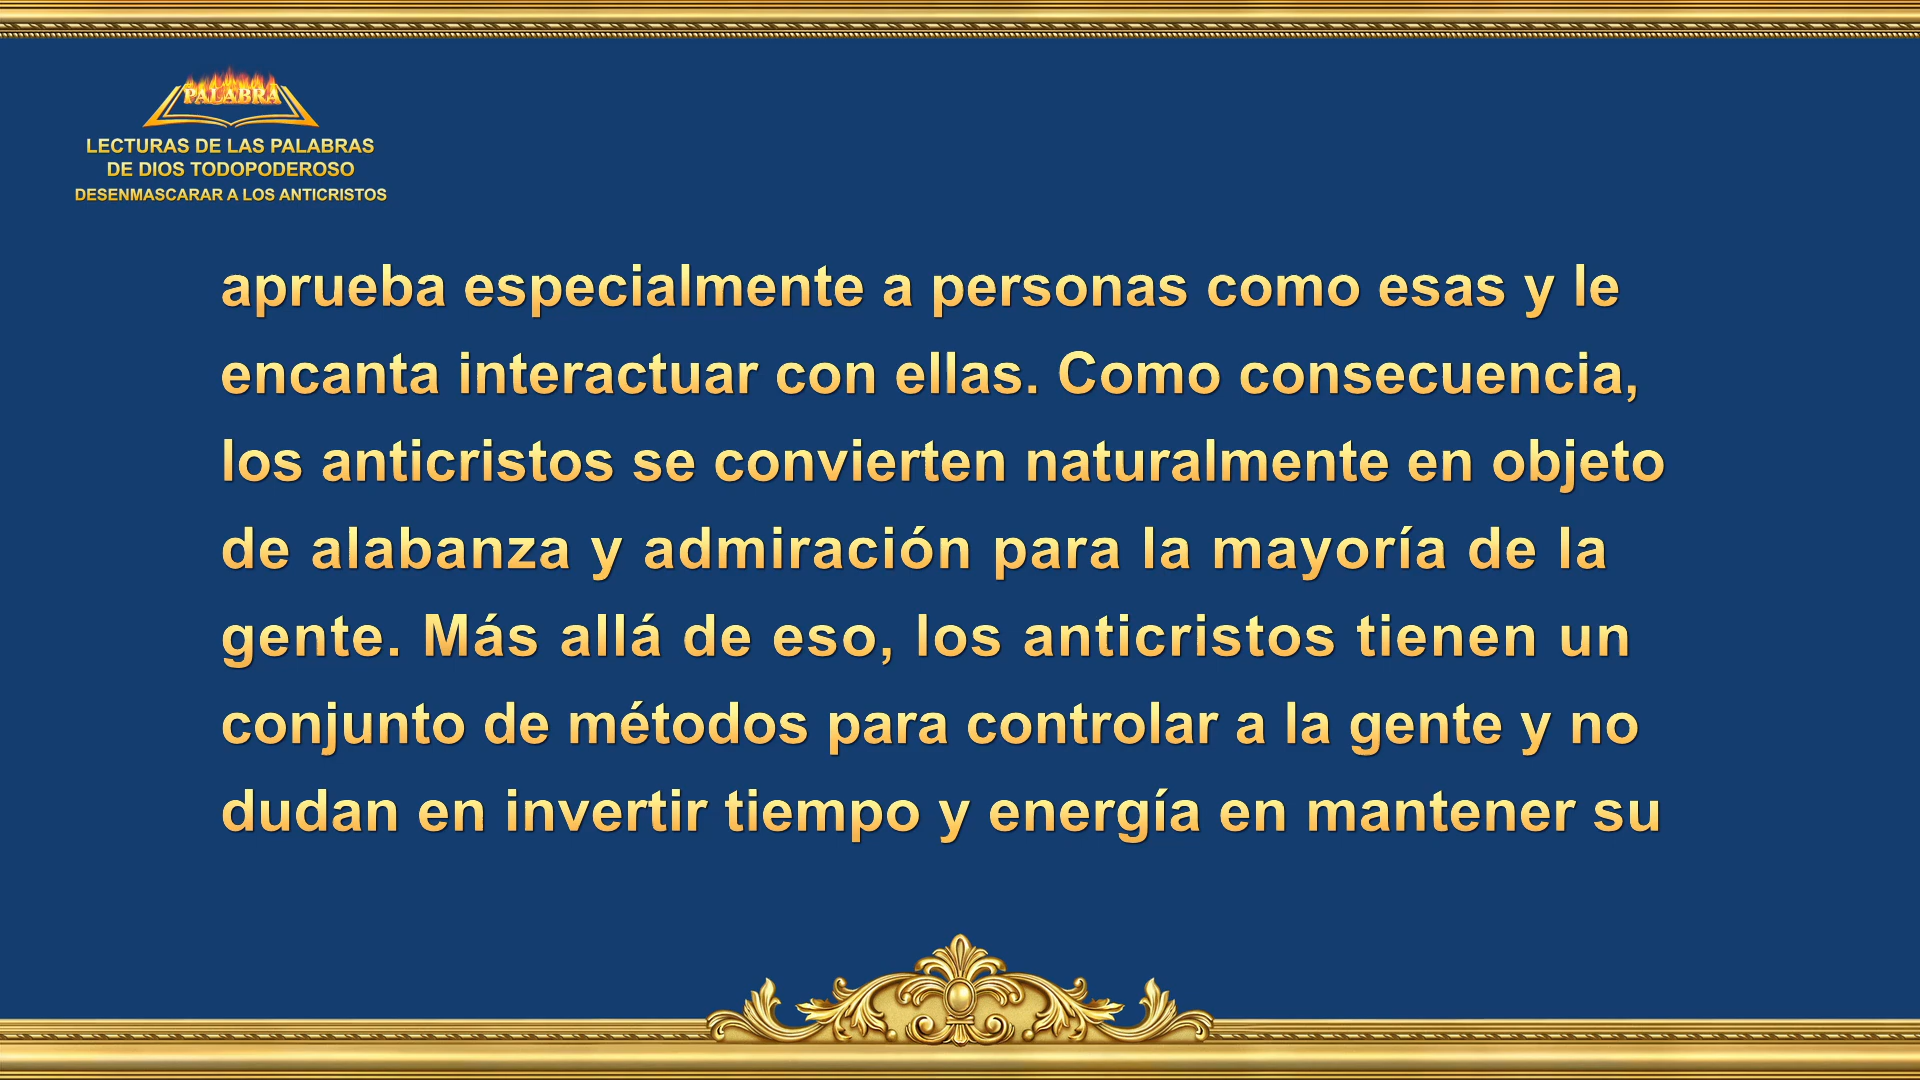 PALABRA
LECTURAS DE LAS PALABRAS
DE DIOS TODOPODEROSO
DESENMASCARAR A LOS ANTICRISTOS
aprueba especialmente a personas como esas y le
encanta interactuar con ellas. Como consecuencia,
los anticristos se convierten naturalmente en objeto
de alabanza y admiración para la mayoría de la
gente. Más allá de eso, los anticristos tienen un
conjunto de métodos para controlar a la gente y no
dudan en invertir tiempo y energía en mantener su